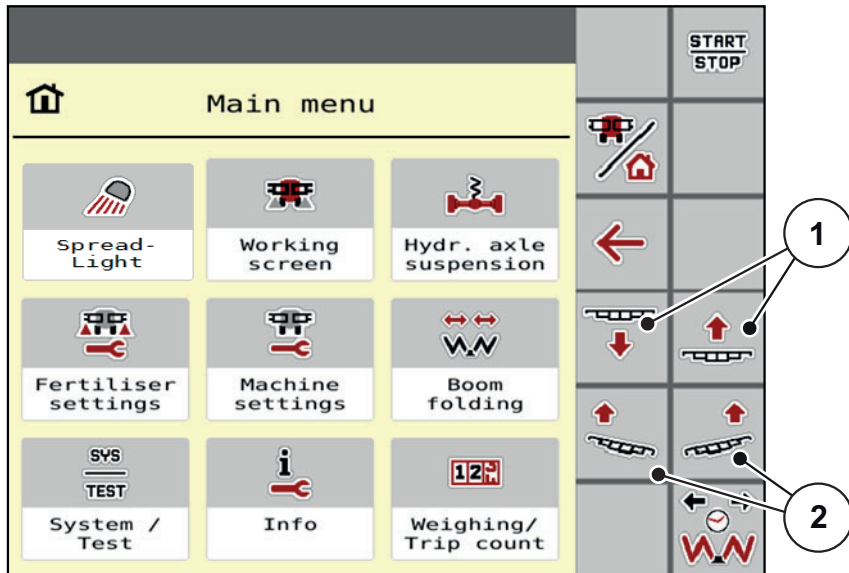 START
STOP
Main menu
Spread-
Light
Working
screen
Hydr. axle
suspension
Fertiliser
settings
Machine
settings
Boom
folding
SYS
TEST
System /
Test
i
Info
12
Weighing/
Trip count
1
2